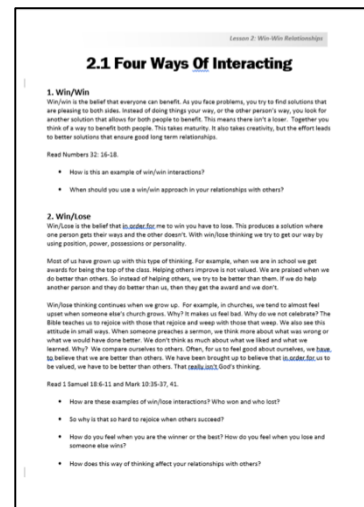 Lesson 2: Win-Win Relationships
2.1 Four Ways Of Interacting
1. Win/Win
Win/win is the belief that everyone can benefit. As you face problems, you try to find solutions that
are pleasing to both sides. Instead of doing things your way, or the other person's way, you look for
another solution that allows for both people to benefit. This means there isn't a loser. Together you
think of a way to benefit both people. This takes maturity. It also takes creativity, but the effort leads
to better solutions that ensure good long term relationships.
Read Numbers 32: 16-18.
• How is this an example of win/win interactions?
• When should you use a win/win approach in your relationships with others?
2. Win/Lose
Win/Lose is the belief that in order for me to win you have to lose. This produces a solution where
one person gets their ways and the other doesn't. With win/lose thinking we try to get our way by
using position, power, possessions or personality.
Most of us have grown up with this type of thinking. For example, when we are in school we get
awards for being the top of the class. Helping others improve is not valued. We are praised when we
do better than others. So instead of helping others, we try to be better than them. If we do help
another person and they do better than us, then they get the award and we don't.
Win/lose thinking continues when we grow up. For example, in churches, we tend to almost feel
upset when someone else's church grows. Why? It makes us feel bad. Why do we not celebrate? The
Bible teaches us to rejoice with those that rejoice and weep with those that weep. We also see this
attitude in small ways. When someone preaches a sermon, we think more about what was wrong or
what we would have done better. We don't think as much about what we liked and what we
learned. Why? We compare ourselves to others. Often, for us to feel good about ourselves, we have
to believe that we are better than others. We have been brought up to believe that in order for us to
be valued, we have to be better than others. That really isn't God's thinking.
Read 1 Samuel 18:6-11 and Mark 10:35-37, 41.
• How are these examples of win/lose interactions? Who won and who lost?
• So why is that so hard to rejoice when others succeed?
• How do you feel when you are the winner or the best? How do you feel when you lose and
someone else wins?
• How does this way of thinking affect your relationships with others?